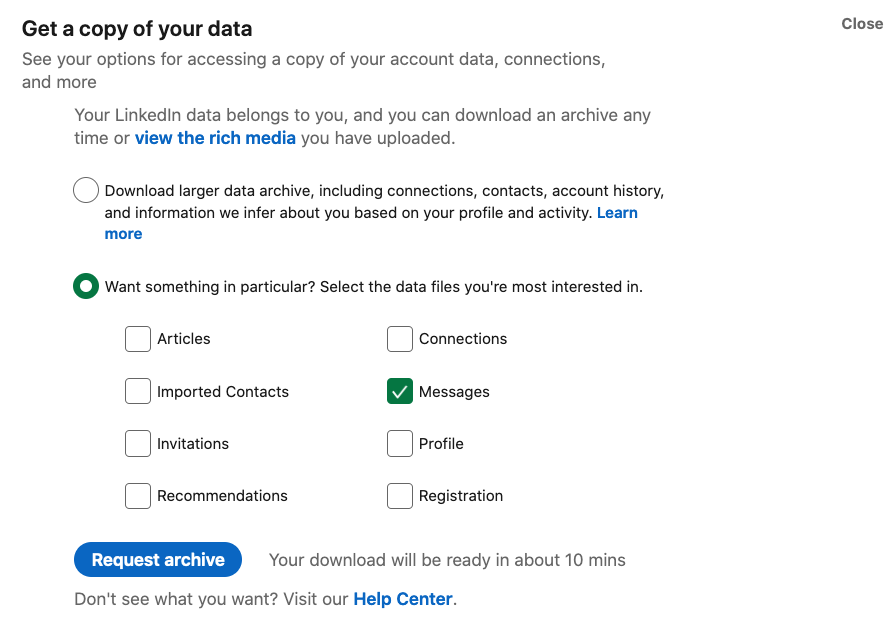 Get a copy of your data
Close
See your options for accessing a copy of your account data, connections,
and more
Your LinkedIn data belongs to you, and you can download an archive any
time or view the rich media you have uploaded.
Download larger data archive, including connections, contacts, account history,
and information we infer about you based on your profile and activity. Learn
more
Want something in particular? Select the data files you're most interested in.
Articles
Connections
Imported Contacts
Messages
Invitations
Profile
Recommendations
Registration
Request archive
Your download will be ready in about 10 mins
Don't see what you want? Visit our Help Center.